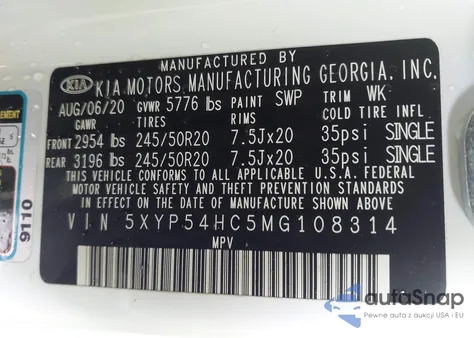 MANUFACTURED BY
KIA KIA MOTORS MANUFACTURING GEORGIA, INC.
AUG/06/20 GVWR 5776 lbs PAINT SWP TRIM WK
GAWR TIRES RIMS COLD TIRE INFL.
FRONT 2954 lbs 245/50R20 7.5Jx20 35psi SINGLE
REAR 3196 lbs 245/50R20 7.5Jx20 35psi SINGLE
THIS VEHICLE CONFORMS TO ALL APPLICABLE U.S.A. FEDERAL
MOTOR VEHICLE SAFETY AND THEFT PREVENTION STANDARDS
IN EFFECT ON THE DATE OF MANUFACTURE SHOWN ABOVE.
VIN 5XYP54HC5MG108314
MPV
9110
autoSnap
Pewne auta z aukcji USA i EU